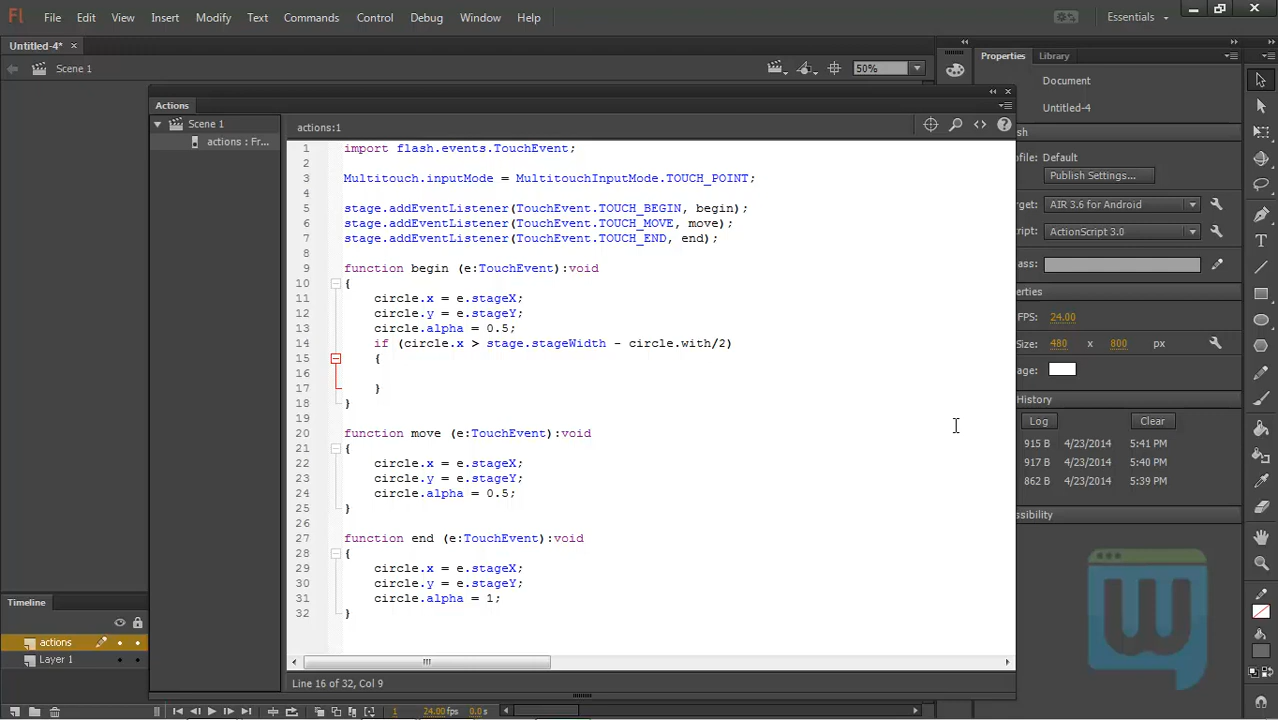 Fl File Edit View Insert Modify Text Commands Control Debug Window Help Essentials
Untitled-4* ×
Scene 1 50%
Properties Library
Document
Untitled-4
Actions
Scene 1
actions : Fr...
actions:1
1 import flash.events.TouchEvent;
2
3 Multitouch.inputMode = MultitouchInputMode.TOUCH_POINT;
4
5 stage.addEventListener(TouchEvent.TOUCH_BEGIN, begin);
6 stage.addEventListener(TouchEvent.TOUCH_MOVE, move);
7 stage.addEventListener(TouchEvent.TOUCH_END, end);
8
9 function begin (e:TouchEvent):void
10 {
11 circle.x = e.stageX;
12 circle.y = e.stageY;
13 circle.alpha = 0.5;
14 if (circle.x > stage.stageWidth - circle.with/2)
15 {
16
17 }
18 }
19
20 function move (e:TouchEvent):void
21 {
22 circle.x = e.stageX;
23 circle.y = e.stageY;
24 circle.alpha = 0.5;
25 }
26
27 function end (e:TouchEvent):void
28 {
29 circle.x = e.stageX;
30 circle.y = e.stageY;
31 circle.alpha = 1;
32 }
Line 16 of 32, Col 9
sh
ofile: Default
Publish Settings...
arget: AIR 3.6 for Android
cript: ActionScript 3.0
ass:
erties
FPS: 24.00
Size: 480 x 800 px
age:
History
Log Clear
915 B 4/23/2014 5:41 PM
917 B 4/23/2014 5:40 PM
862 B 4/23/2014 5:39 PM
ssibility
Timeline
actions
Layer 1
1 24.00fps 0.0s
W